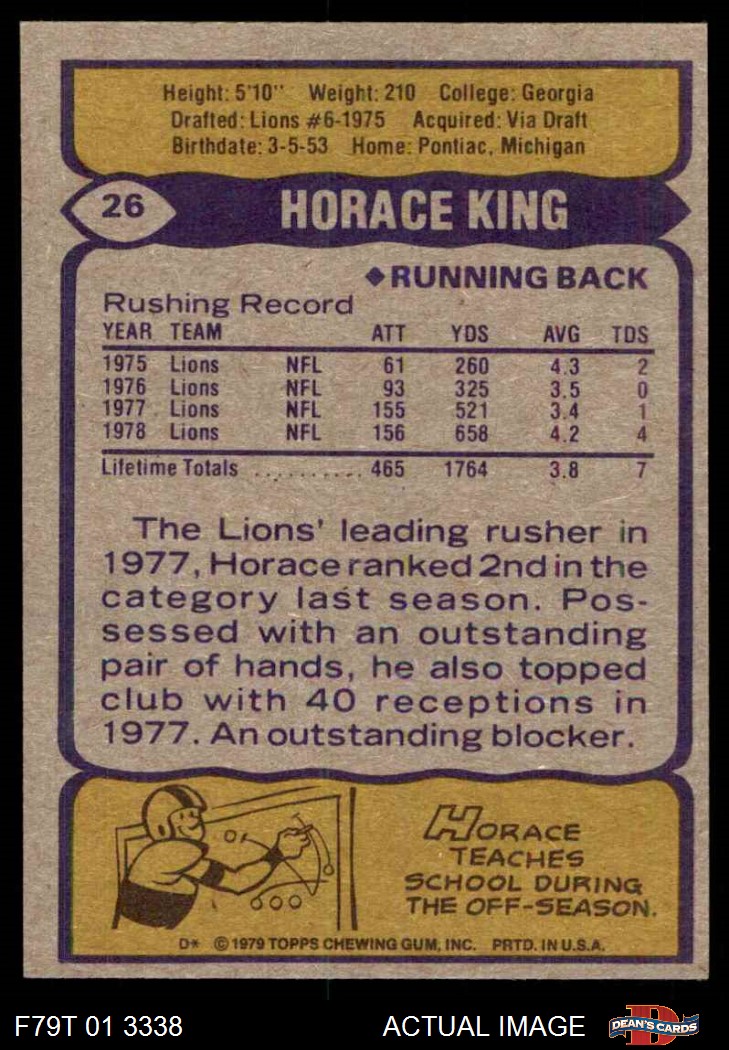 Height: 5'10" Weight: 210 College: Georgia
Drafted: Lions #6-1975 Acquired: Via Draft
Birthdate: 3-5-53 Home: Pontiac, Michigan
26 HORACE KING
◆RUNNING BACK
Rushing Record
YEAR TEAM ATT YDS AVG TDS
1975 Lions NFL 61 260 4.3 2
1976 Lions NFL 93 325 3.5 0
1977 Lions NFL 155 521 3.4 1
1978 Lions NFL 156 658 4.2 4
Lifetime Totals .......... 465 1764 3.8 7
The Lions' leading rusher in
1977, Horace ranked 2nd in the
category last season. Pos-
sessed with an outstanding
pair of hands, he also topped
club with 40 receptions in
1977. An outstanding blocker.
HORACE
TEACHES
SCHOOL DURING
THE OFF-SEASON.
D* © 1979 TOPPS CHEWING GUM, INC. PRTD. IN U.S.A.
F79T 01 3338 ACTUAL IMAGE D DEAN'S CARDS